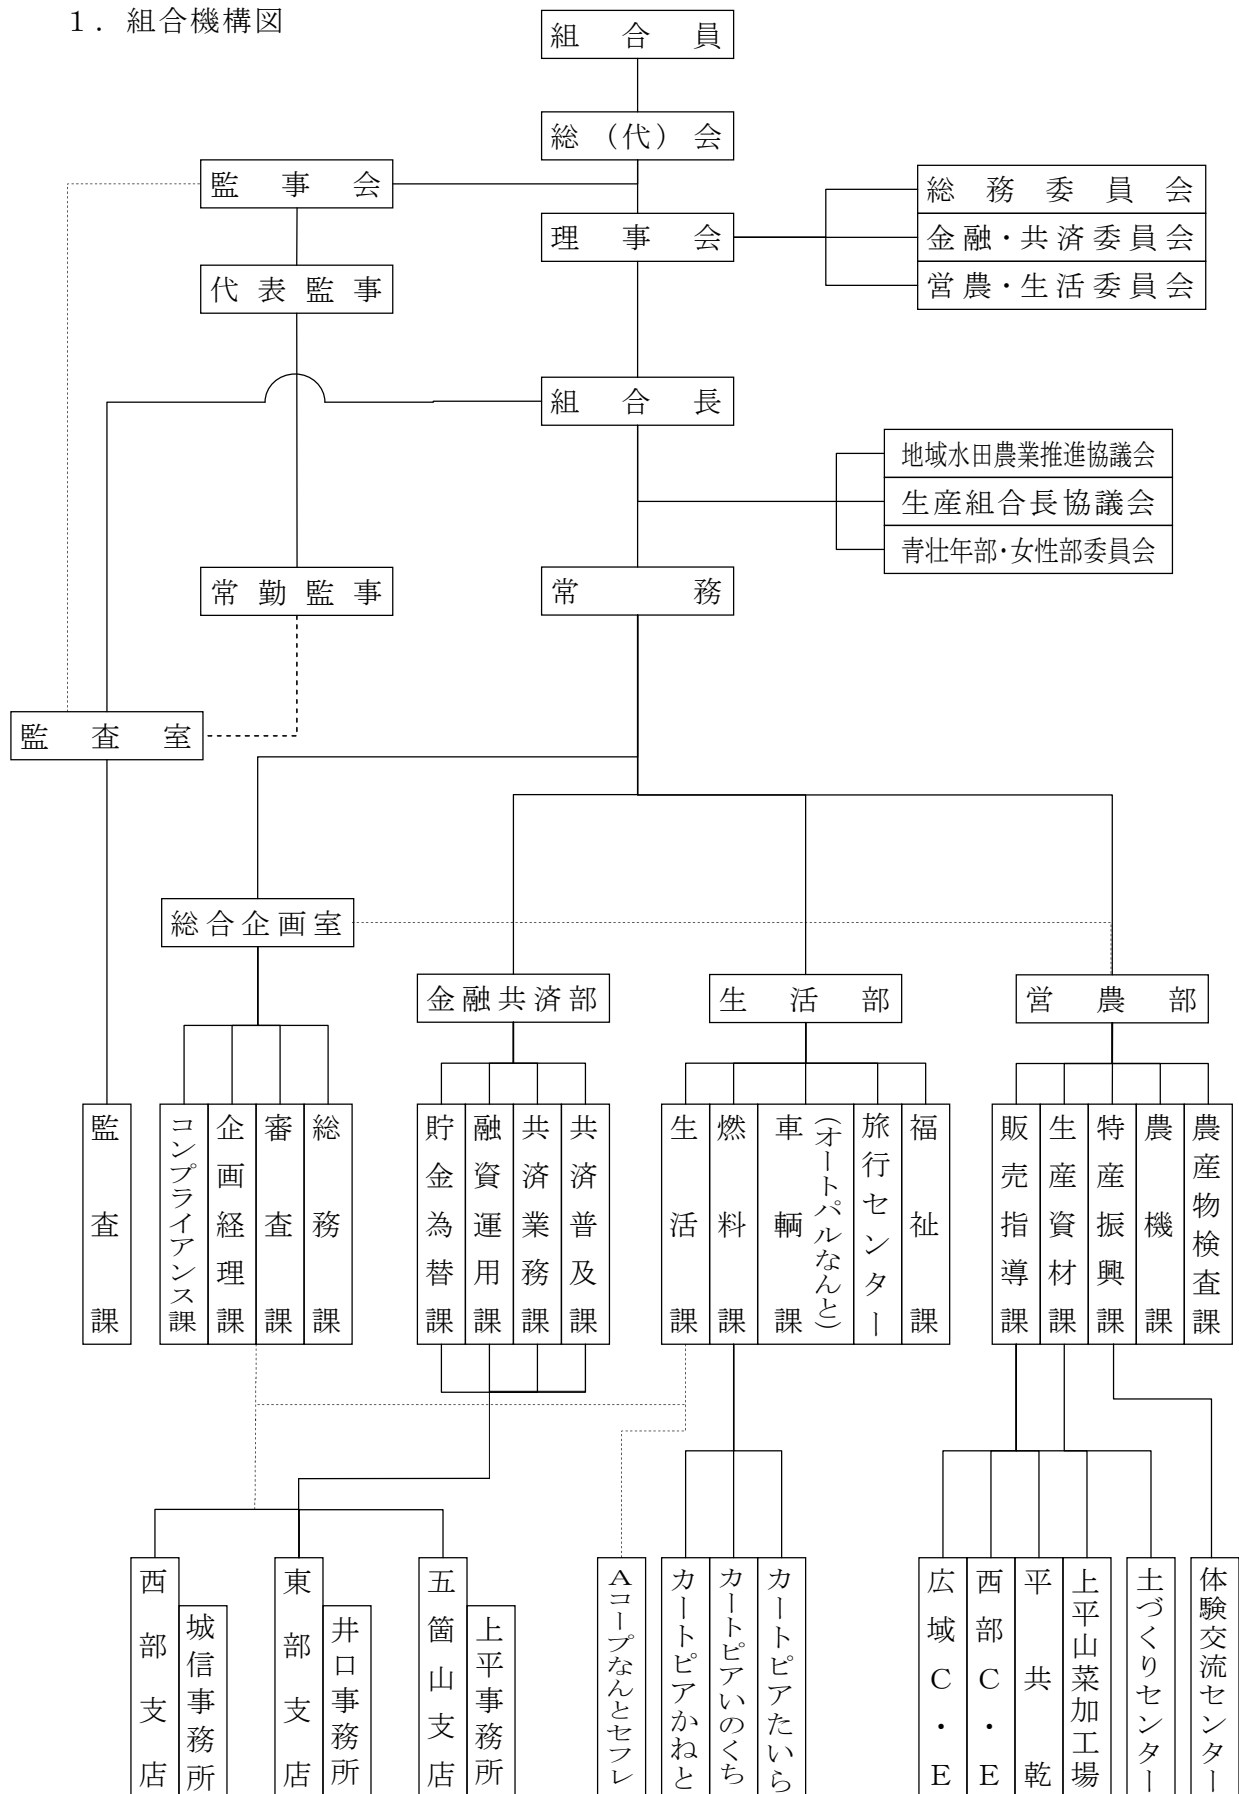 1．組合機構図
組合員
総（代）会
監事会
理事会
総務委員会
金融・共済委員会
営農・生活委員会
代表監事
組合長
地域水田農業推進協議会
生産組合長協議会
青壮年部・女性部委員会
常勤監事
常務
監査室
総合企画室
金融共済部
生活部
営農部
監査課
コンプライアンス課
企画経理課
審査課
総務課
貯金為替課
融資運用課
共済業務課
共済普及課
生活課
燃料課
車輌課
(オートパルなんと)
旅行センター
福祉課
販売指導課
生産資材課
特産振興課
農機課
農産物検査課
西部支店
城信事務所
東部支店
井口事務所
五箇山支店
上平事務所
Aコープなんとセフレ
カートピアかねと
カートピアいのくち
カートピアたいら
広域C・E
西部C・E
平共乾
上平山菜加工場
土づくりセンター
体験交流センター